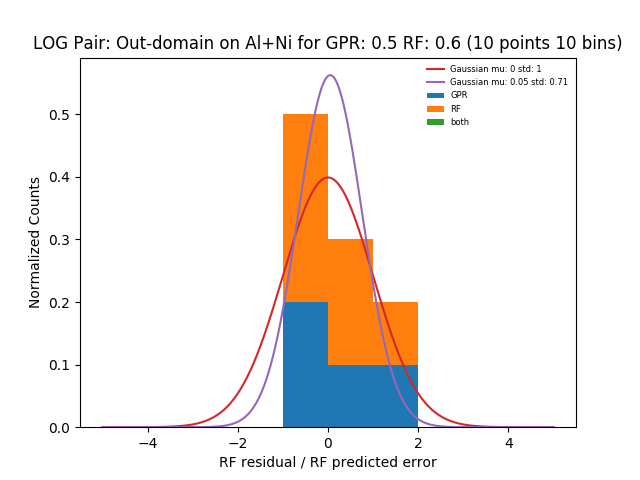 LOG Pair: Out-domain on Al+Ni for GPR: 0.5 RF: 0.6 (10 points 10 bins)
Gaussian mu: 0 std: 1
Gaussian mu: 0.05 std: 0.71
GPR
RF
both
Normalized Counts
0.5
0.4
0.3
0.2
0.1
0.0
−4 −2 0 2 4
RF residual / RF predicted error